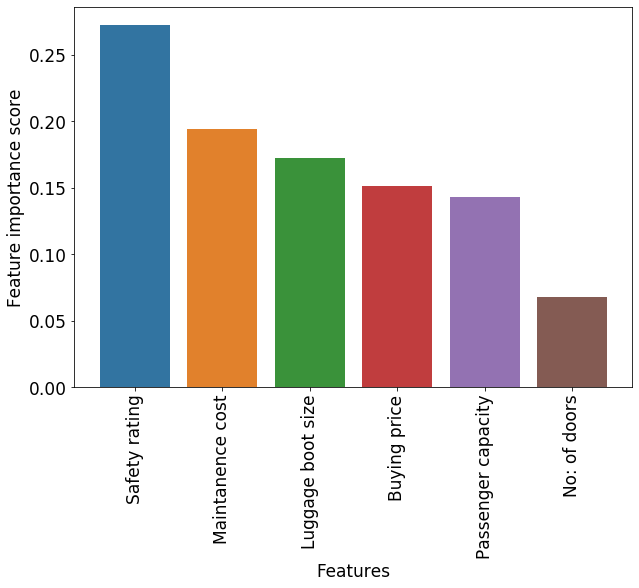 Feature importance score
0.25
0.20
0.15
0.10
0.05
0.00
Safety rating
Maintanence cost
Luggage boot size
Buying price
Passenger capacity
No: of doors
Features